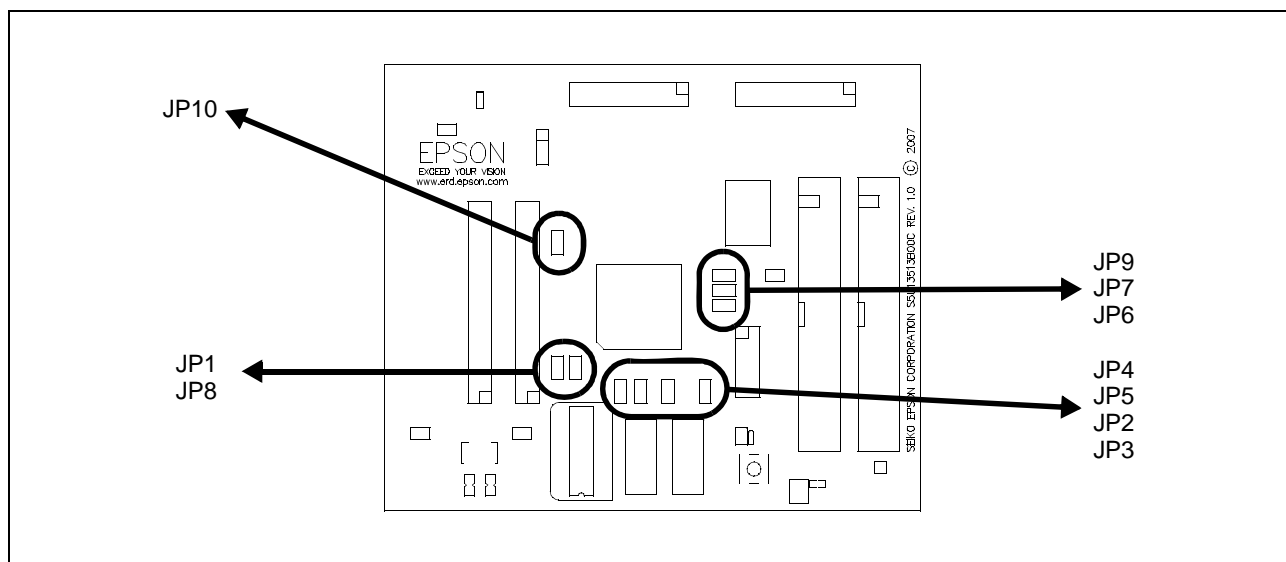 JP10
EPSON
EXCEED YOUR VISION
www.erd.epson.com
JP1
JP8
JP9
JP7
JP6
JP4
JP5
JP2
JP3
SEIKO EPSON CORPORATION S5U13513B00C REV. 1.0 © 2007